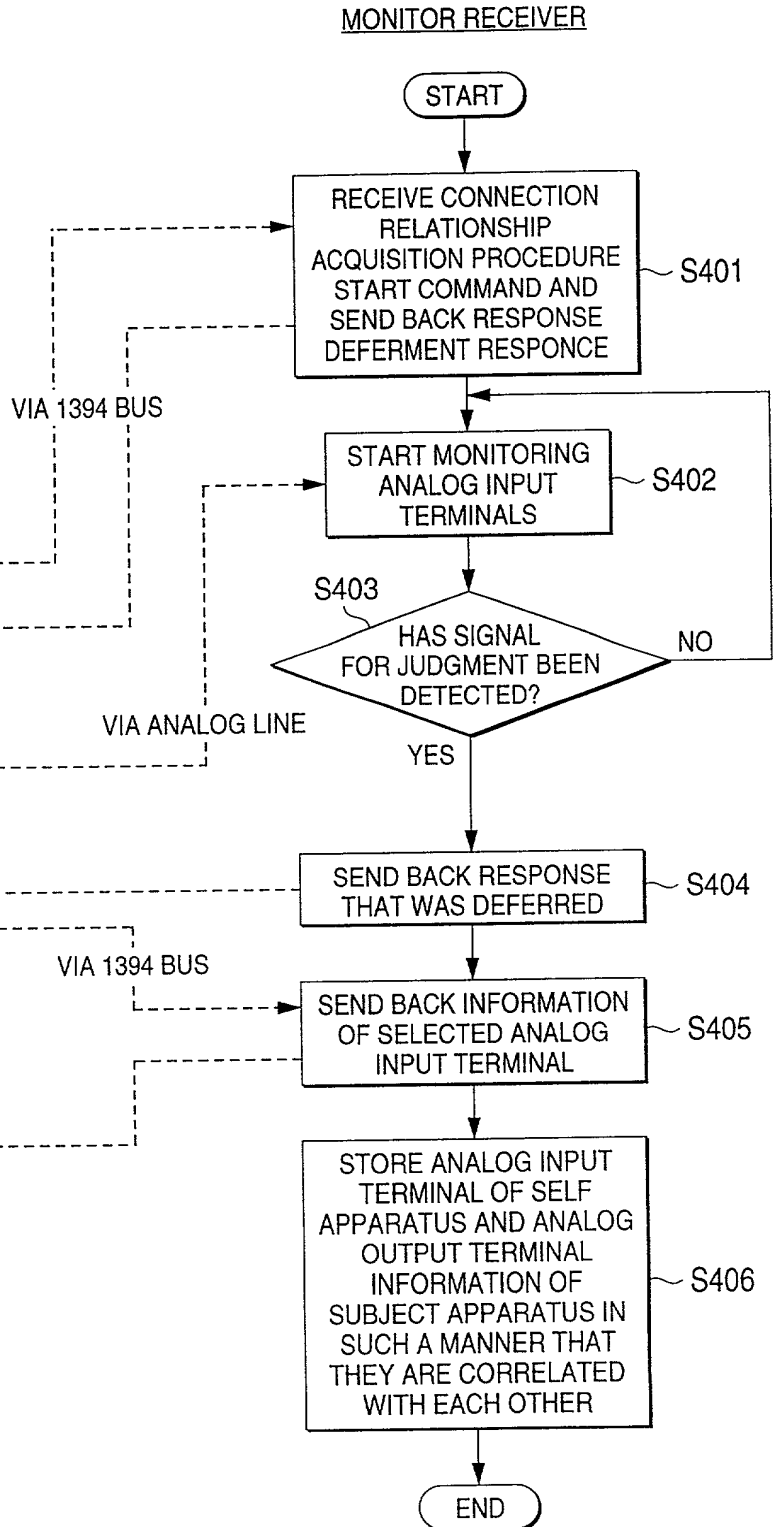 MONITOR RECEIVER
START
RECEIVE CONNECTION
RELATIONSHIP
ACQUISITION PROCEDURE
START COMMAND AND
SEND BACK RESPONSE
DEFERMENT RESPONCE
S401
VIA 1394 BUS
START MONITORING
ANALOG INPUT
TERMINALS
S402
S403
HAS SIGNAL
FOR JUDGMENT BEEN
DETECTED?
NO
VIA ANALOG LINE
YES
SEND BACK RESPONSE
THAT WAS DEFERRED
S404
VIA 1394 BUS
SEND BACK INFORMATION
OF SELECTED ANALOG
INPUT TERMINAL
S405
STORE ANALOG INPUT
TERMINAL OF SELF
APPARATUS AND ANALOG
OUTPUT TERMINAL
INFORMATION OF
SUBJECT APPARATUS IN
SUCH A MANNER THAT
THEY ARE CORRELATED
WITH EACH OTHER
S406
END